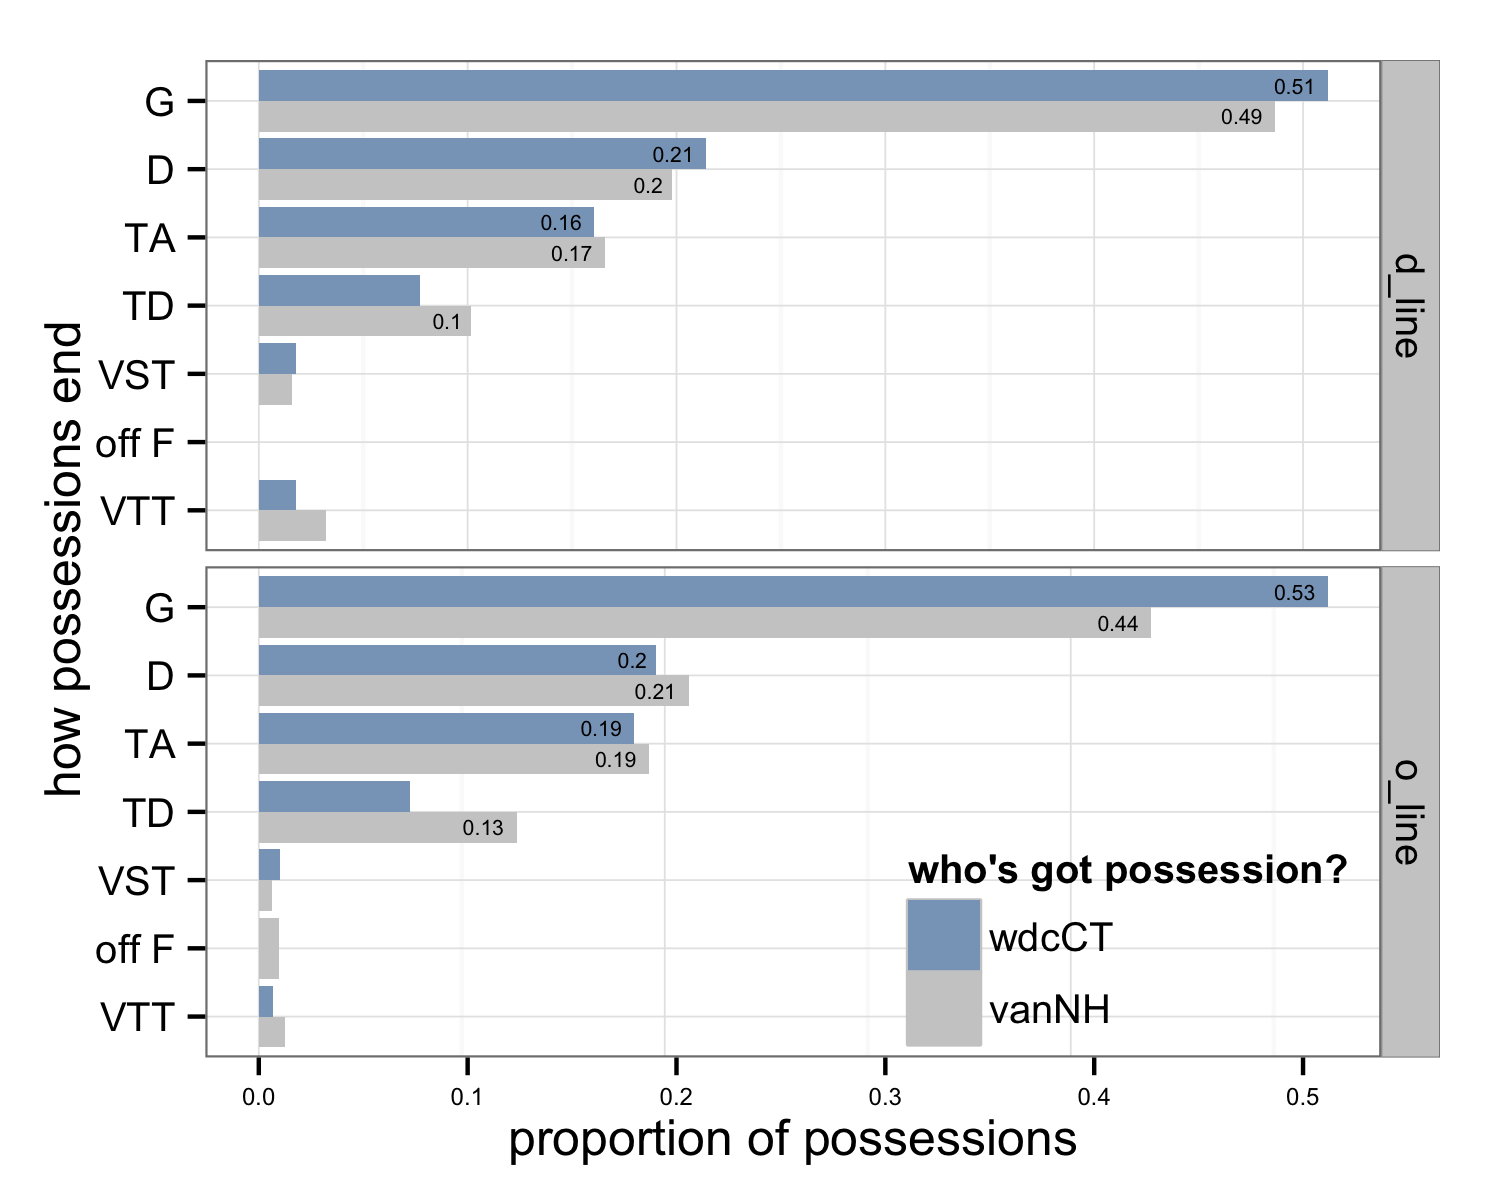 how possessions end
G
0.51
0.49
D
0.21
0.2
TA
0.16
0.17
TD
0.1
VST
off F
VTT
d_line
G
0.53
0.44
D
0.2
0.21
TA
0.19
0.19
TD
0.13
VST
off F
VTT
o_line
who's got possession?
wdcCT
vanNH
0.0 0.1 0.2 0.3 0.4 0.5
proportion of possessions